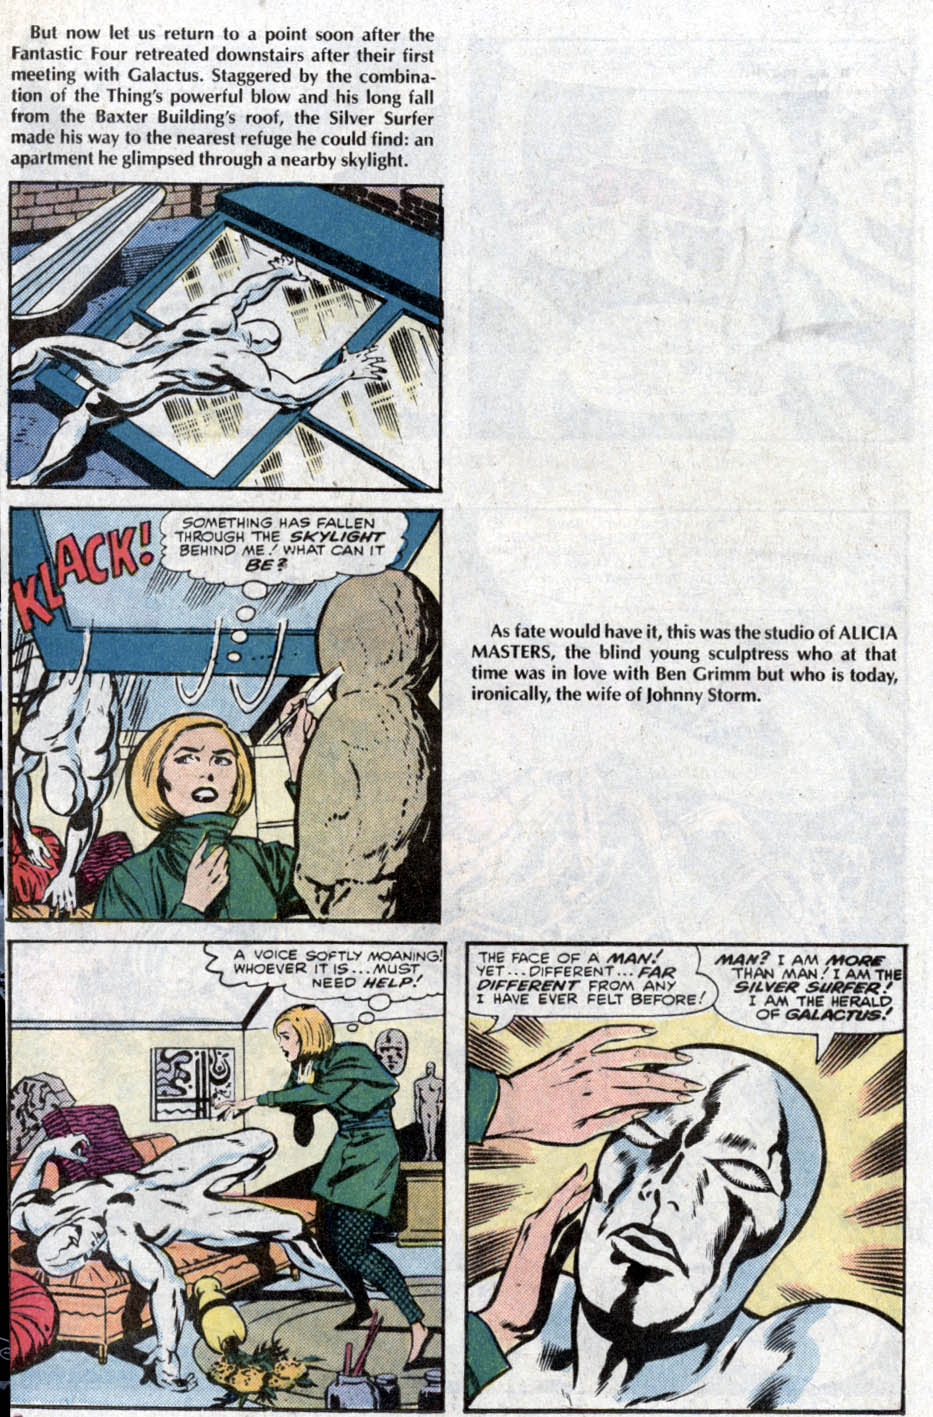 But now let us return to a point soon after the
Fantastic Four retreated downstairs after their first
meeting with Galactus. Staggered by the combina-
tion of the Thing's powerful blow and his long fall
from the Baxter Building's roof, the Silver Surfer
made his way to the nearest refuge he could find: an
apartment he glimpsed through a nearby skylight.
KLACK!
SOMETHING HAS FALLEN
THROUGH THE SKYLIGHT
BEHIND ME! WHAT CAN IT
BE?
As fate would have it, this was the studio of ALICIA
MASTERS, the blind young sculptress who at that
time was in love with Ben Grimm but who is today,
ironically, the wife of Johnny Storm.
A VOICE SOFTLY MOANING!
WHOEVER IT IS...MUST
NEED HELP!
THE FACE OF A MAN!
YET...DIFFERENT...FAR
DIFFERENT FROM ANY
I HAVE EVER FELT BEFORE!
MAN? I AM MORE
THAN MAN! I AM THE
SILVER SURFER!
I AM THE HERALD
OF GALACTUS!